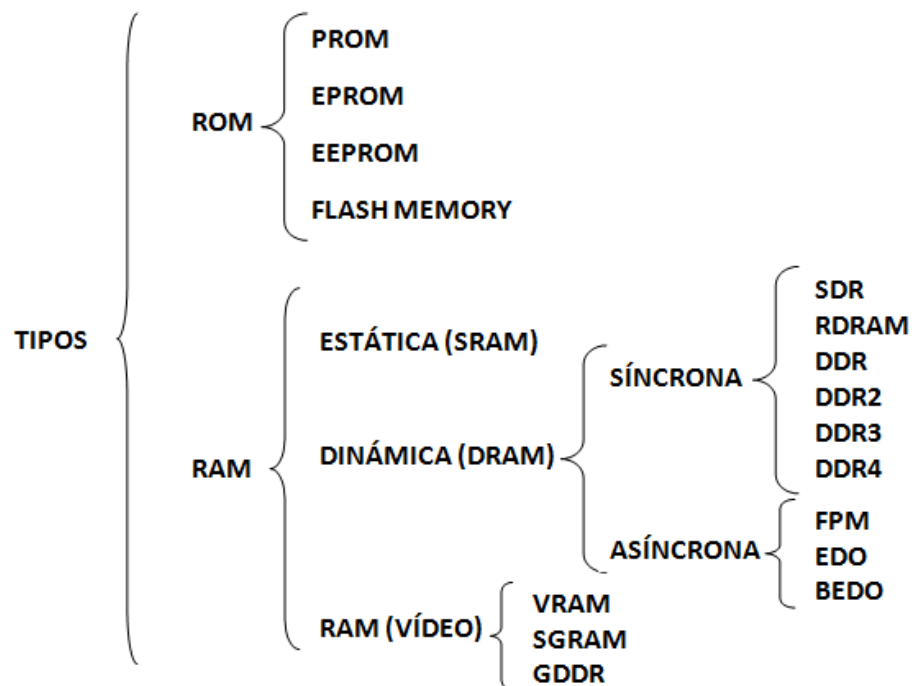 TIPOS
ROM
PROM
EPROM
EEPROM
FLASH MEMORY
RAM
ESTÁTICA (SRAM)
DINÁMICA (DRAM)
SÍNCRONA
SDR
RDRAM
DDR
DDR2
DDR3
DDR4
ASÍNCRONA
FPM
EDO
BEDO
RAM (VÍDEO)
VRAM
SGRAM
GDDR